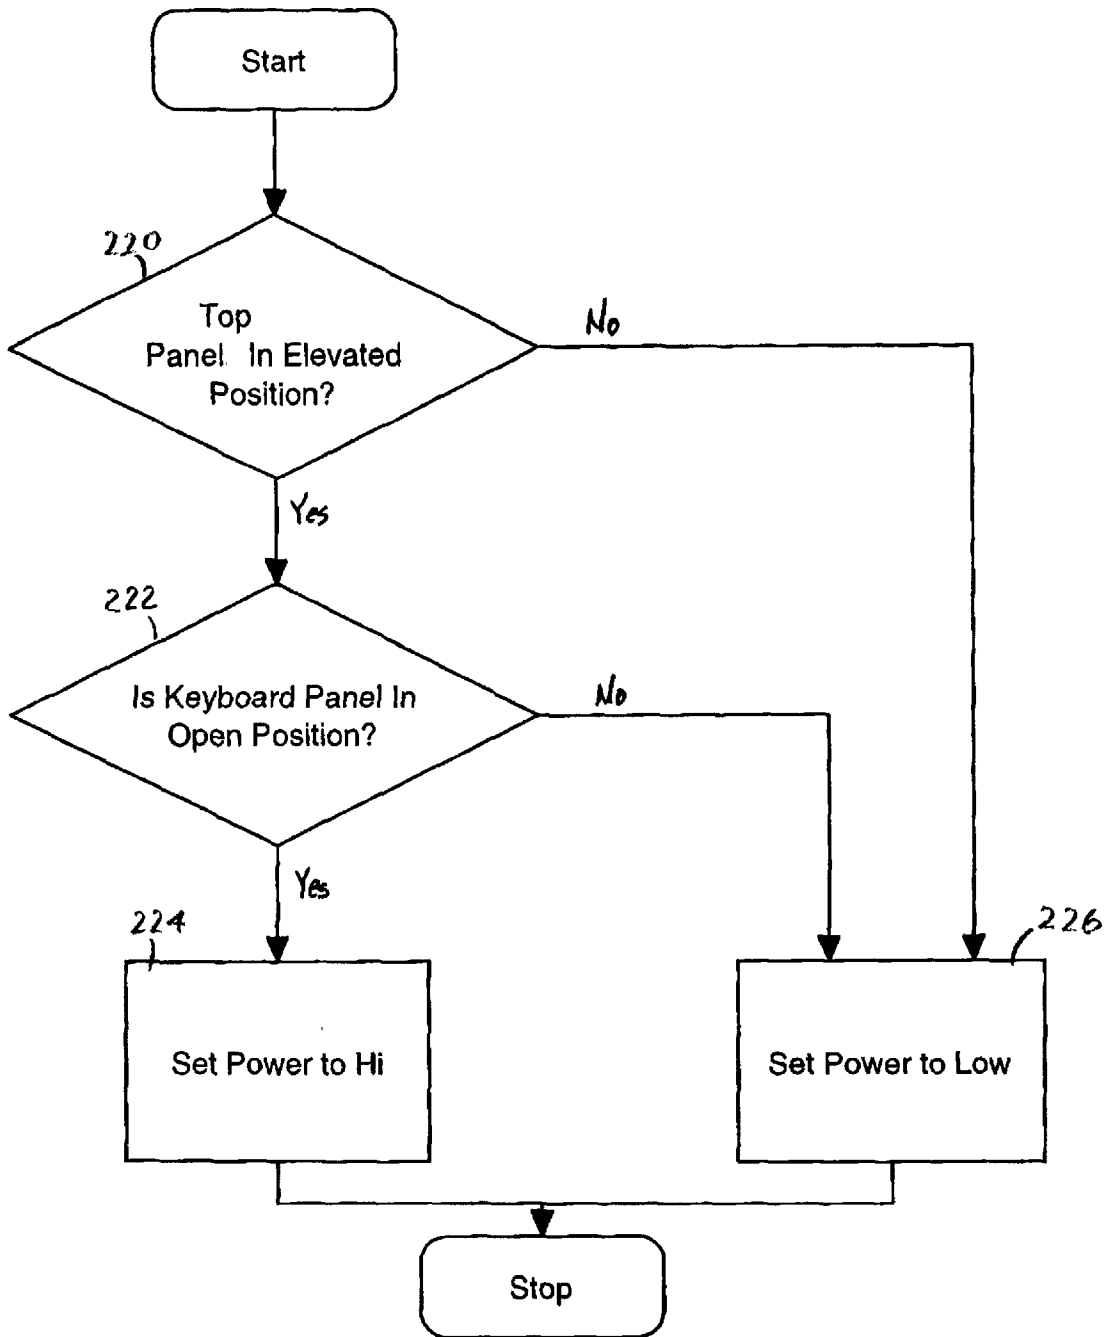 Start
220
Top
Panel In Elevated
Position?
No
Yes
222
Is Keyboard Panel In
Open Position?
No
Yes
224
226
Set Power to Hi
Set Power to Low
Stop